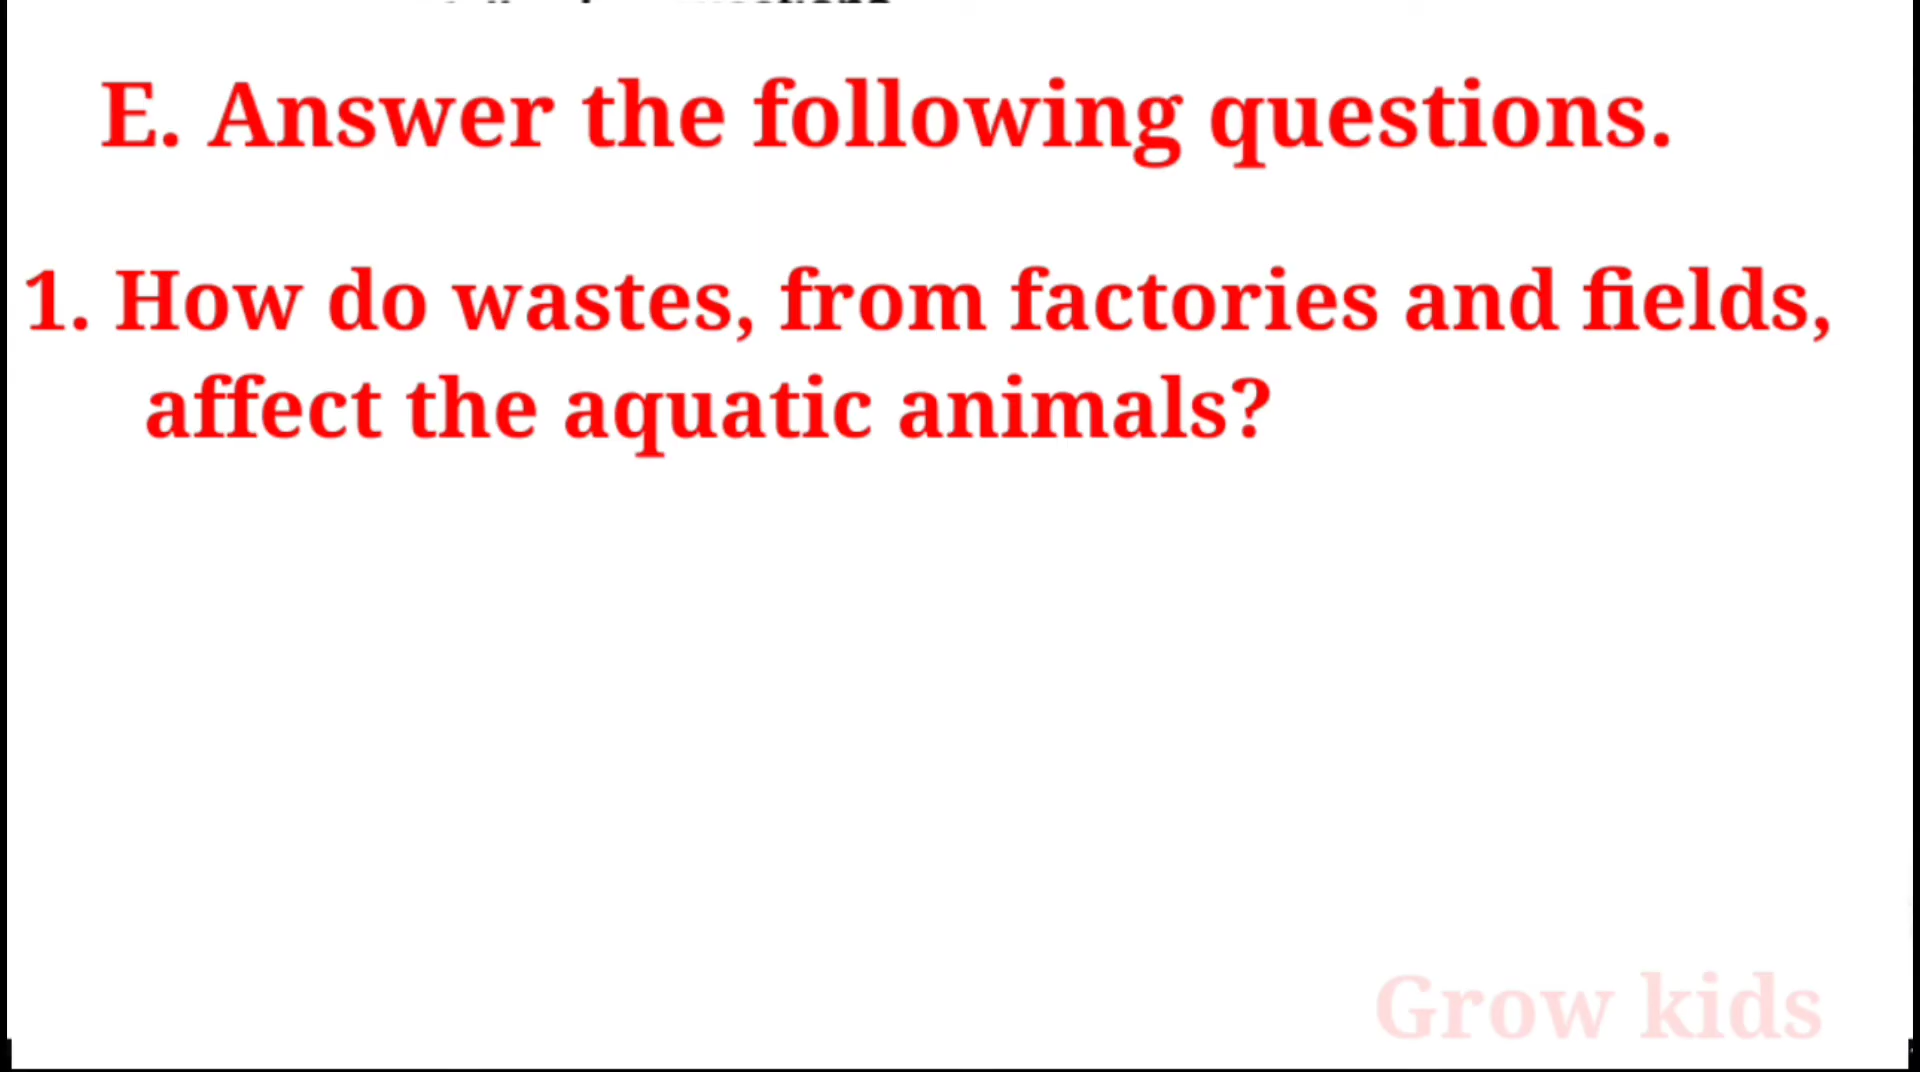 E. Answer the following questions.
1. How do wastes, from factories and fields,
affect the aquatic animals?
Grow kids